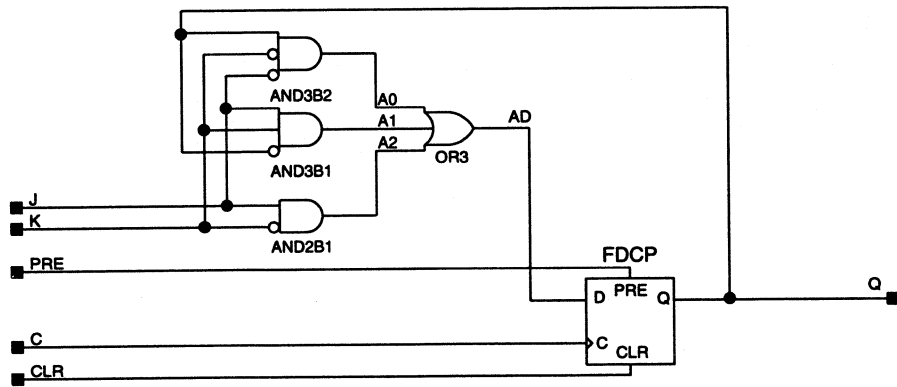 AND3B2
A0
A1
AD
A2
OR3
AND3B1
J
K
AND2B1
PRE
FDCP
D
PRE
Q
Q
C
C
CLR
CLR